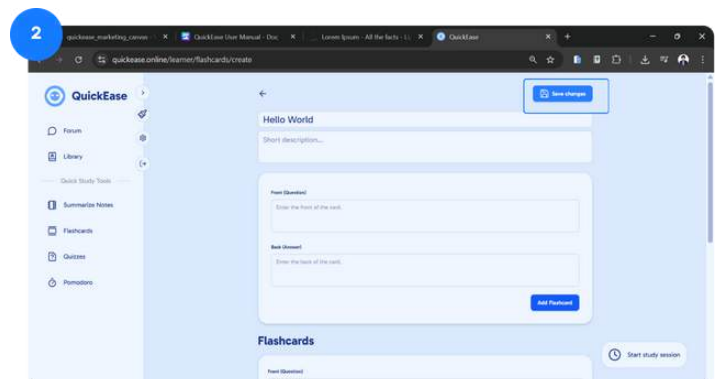 2
quickease_marketing_canvas
QuickEase User Manual - Doc
Lorem Ipsum - All the facts - Li
QuickEase
quickease.online/learner/flashcards/create
QuickEase
Save changes
Hello World
Short description...
Forum
Library
Quick Study Tools
Summarize Notes
Flashcards
Quizzes
Pomodoro
Front (Question)
Enter the front of the card.
Back (Answer)
Enter the back of the card.
Add Flashcard
Flashcards
Start study session
Front (Question)